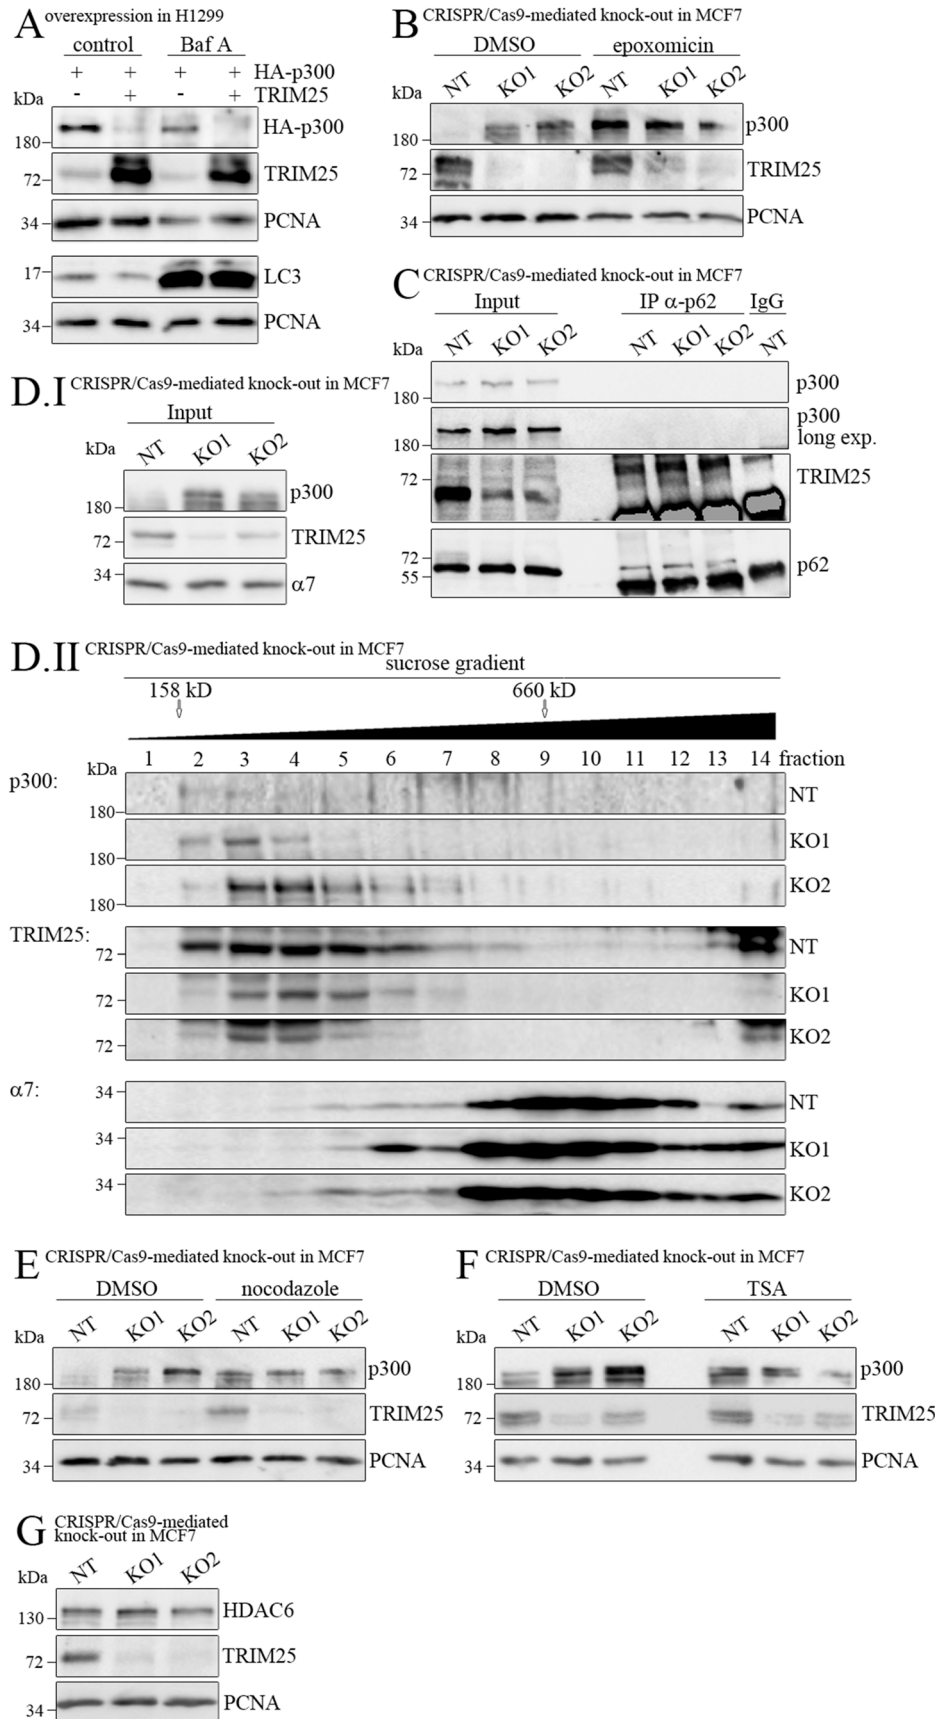 A overexpression in H1299
control Baf A
+ + + + HA-p300
- + - + TRIM25
kDa
180 HA-p300
72 TRIM25
34 PCNA
17 LC3
34 PCNA
B CRISPR/Cas9-mediated knock-out in MCF7
DMSO epoxomicin
kDa NT KO1 KO2 NT KO1 KO2
180 p300
72 TRIM25
34 PCNA
C CRISPR/Cas9-mediated knock-out in MCF7
Input IP α-p62 IgG
kDa NT KO1 KO2 NT KO1 KO2 NT
180 p300
180 p300
long exp.
72 TRIM25
72
55 p62
D.I CRISPR/Cas9-mediated knock-out in MCF7
Input
kDa NT KO1 KO2
180 p300
72 TRIM25
34 α7
D.II CRISPR/Cas9-mediated knock-out in MCF7
sucrose gradient
158 kD 660 kD
1 2 3 4 5 6 7 8 9 10 11 12 13 14 fraction
p300: kDa
180 NT
180 KO1
180 KO2
TRIM25:
72 NT
72 KO1
72 KO2
α7:
34 NT
34 KO1
34 KO2
E CRISPR/Cas9-mediated knock-out in MCF7
DMSO nocodazole
kDa NT KO1 KO2 NT KO1 KO2
180 p300
72 TRIM25
34 PCNA
F CRISPR/Cas9-mediated knock-out in MCF7
DMSO TSA
kDa NT KO1 KO2 NT KO1 KO2
180 p300
72 TRIM25
34 PCNA
G CRISPR/Cas9-mediated
knock-out in MCF7
kDa NT KO1 KO2
130 HDAC6
72 TRIM25
34 PCNA